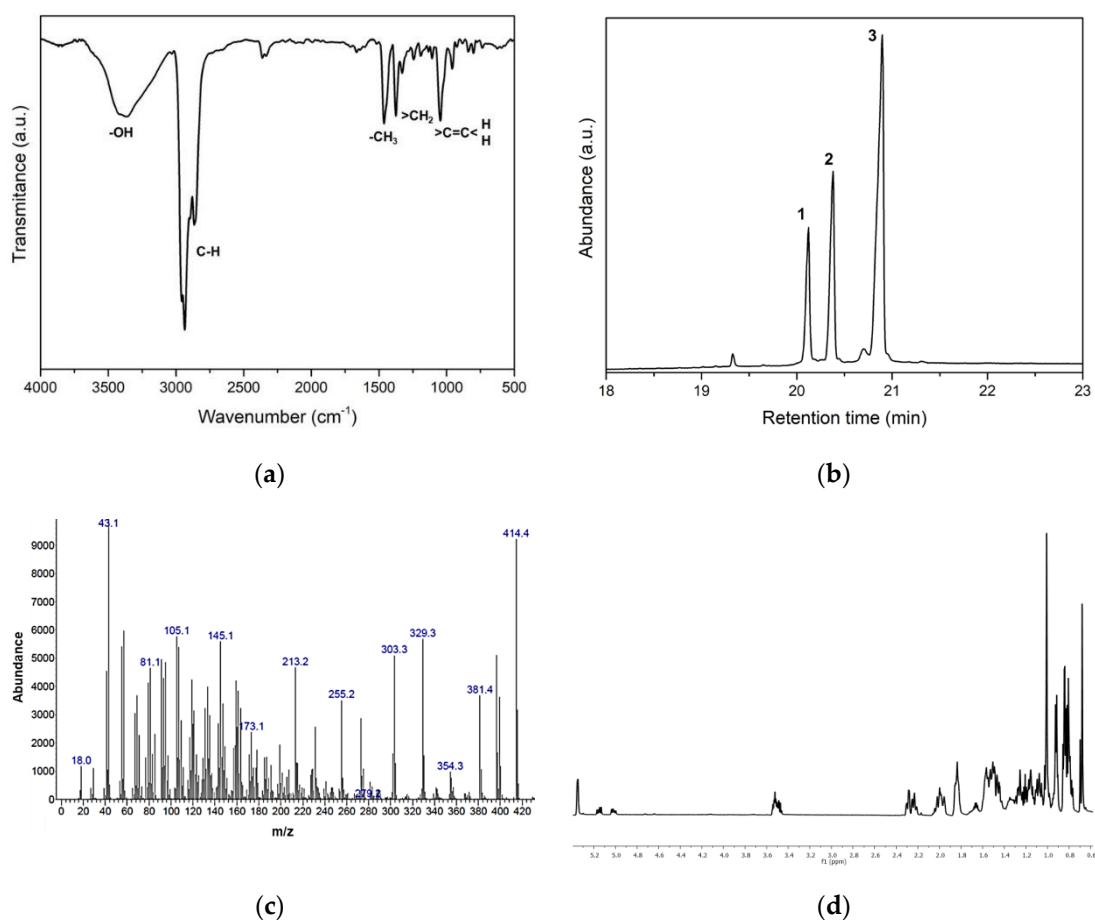 -OH
C-H
-CH3
>CH2
>C=C<
H
H
Transmitance (a.u.)
4000 3500 3000 2500 2000 1500 1000 500
Wavenumber (cm-1)
(a)
1
2
3
Abundance (a.u.)
18 19 20 21 22 23
Retention time (min)
(b)
Abundance
9000
8000
7000
6000
5000
4000
3000
2000
1000
0
43.1
414.4
105.1
145.1
329.3
81.1
213.2
303.3
255.2
381.4
173.1
18.0
354.3
279.2
0 20 40 60 80 100 120 140 160 180 200 220 240 260 280 300 320 340 360 380 400 420
m/z
(c)
5.2 5.0 4.8 4.6 4.4 4.2 4.0 3.8 3.6 3.4 3.2 3.0 2.8 2.6 2.4 2.2 2.0 1.8 1.6 1.4 1.2 1.0 0.8 0.6
f1 (ppm)
(d)